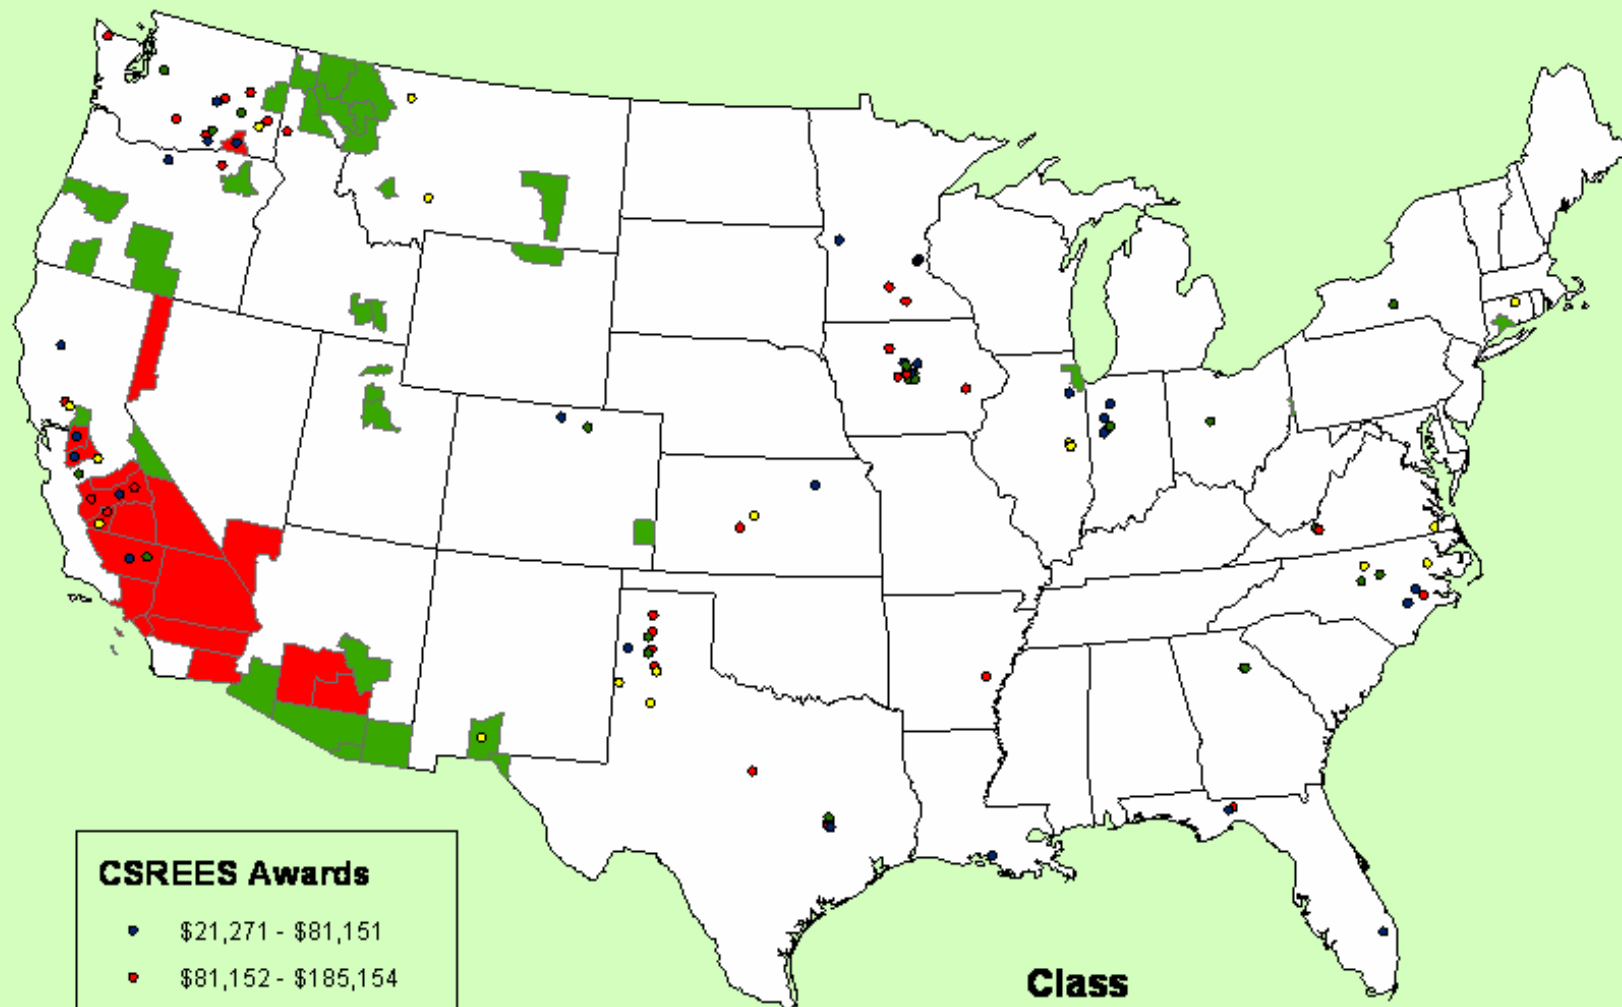 CSREES Awards
$21,271 - $81,151
$81,152 - $185,154
Class